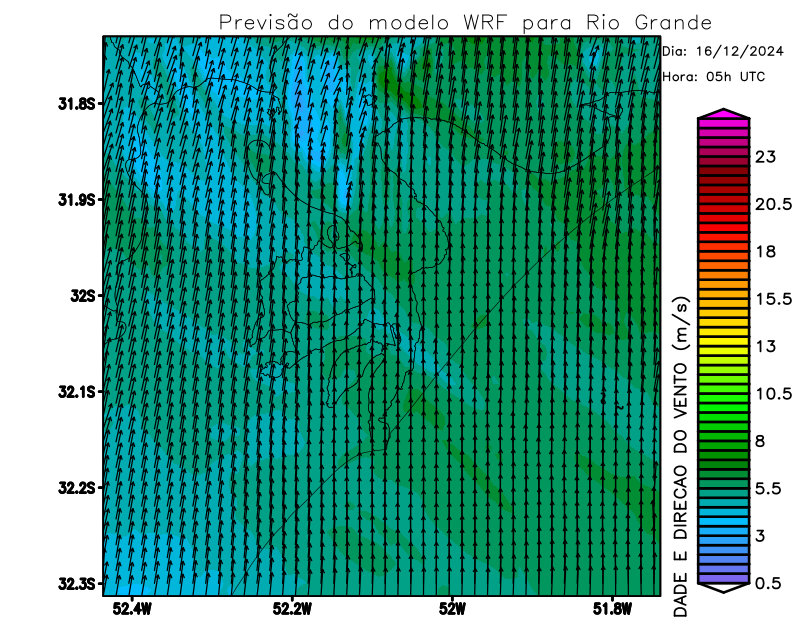 Previsão do modelo WRF para Rio Grande
Dia: 16/12/2024
Hora: 05h UTC
31.8S
31.9S
32S
32.1S
32.2S
32.3S
52.4W
52.2W
52W
51.8W
23
20.5
18
15.5
13
10.5
8
5.5
3
0.5
DADE E DIRECAO DO VENTO (m/s)